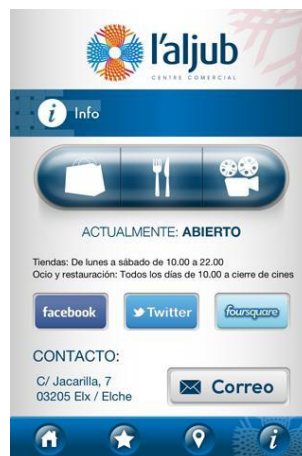 l'aljub
CENTRE COMERCIAL
i Info
ACTUALMENTE: ABIERTO
Tiendas: De lunes a sábado de 10.00 a 22.00
Ocio y restauración: Todos los días de 10.00 a cierre de cines
facebook Twitter foursquare
CONTACTO:
C/ Jacarilla, 7
03205 Elx / Elche
Correo
i